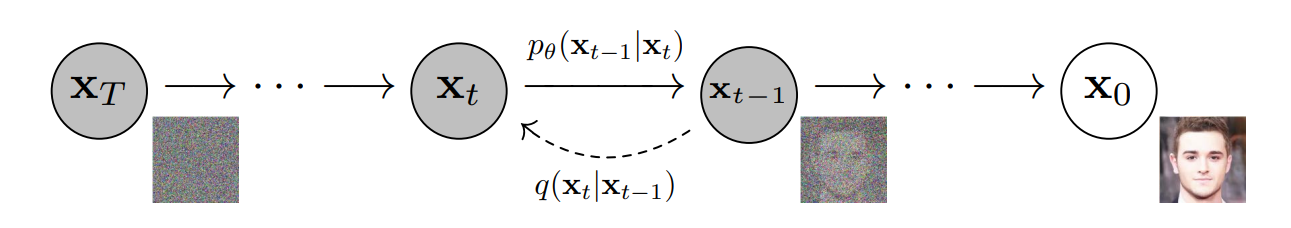 p_θ(x_{t−1}|x_t)
x_T → ⋯ → x_t → x_{t−1} → ⋯ → x_0
q(x_t|x_{t−1})